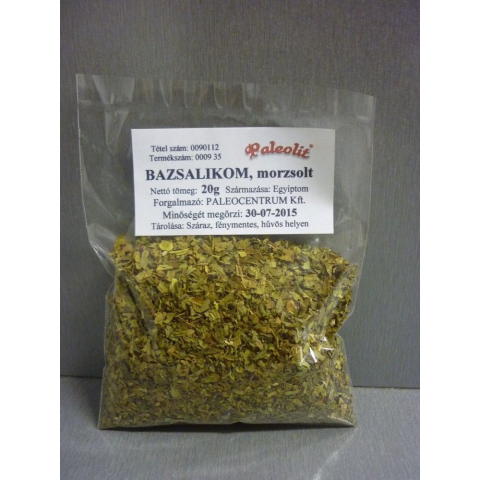 Tétel szám: 0090112
Termékszám: 0009 35
Paleolit®
BAZSALIKOM, morzsolt
Nettó tömeg: 20g Származása: Egyiptom
Forgalmazó: PALEOCENTRUM Kft.
Minőségét megőrzi: 30-07-2015
Tárolása: Száraz, fénymentes, hűvös helyen